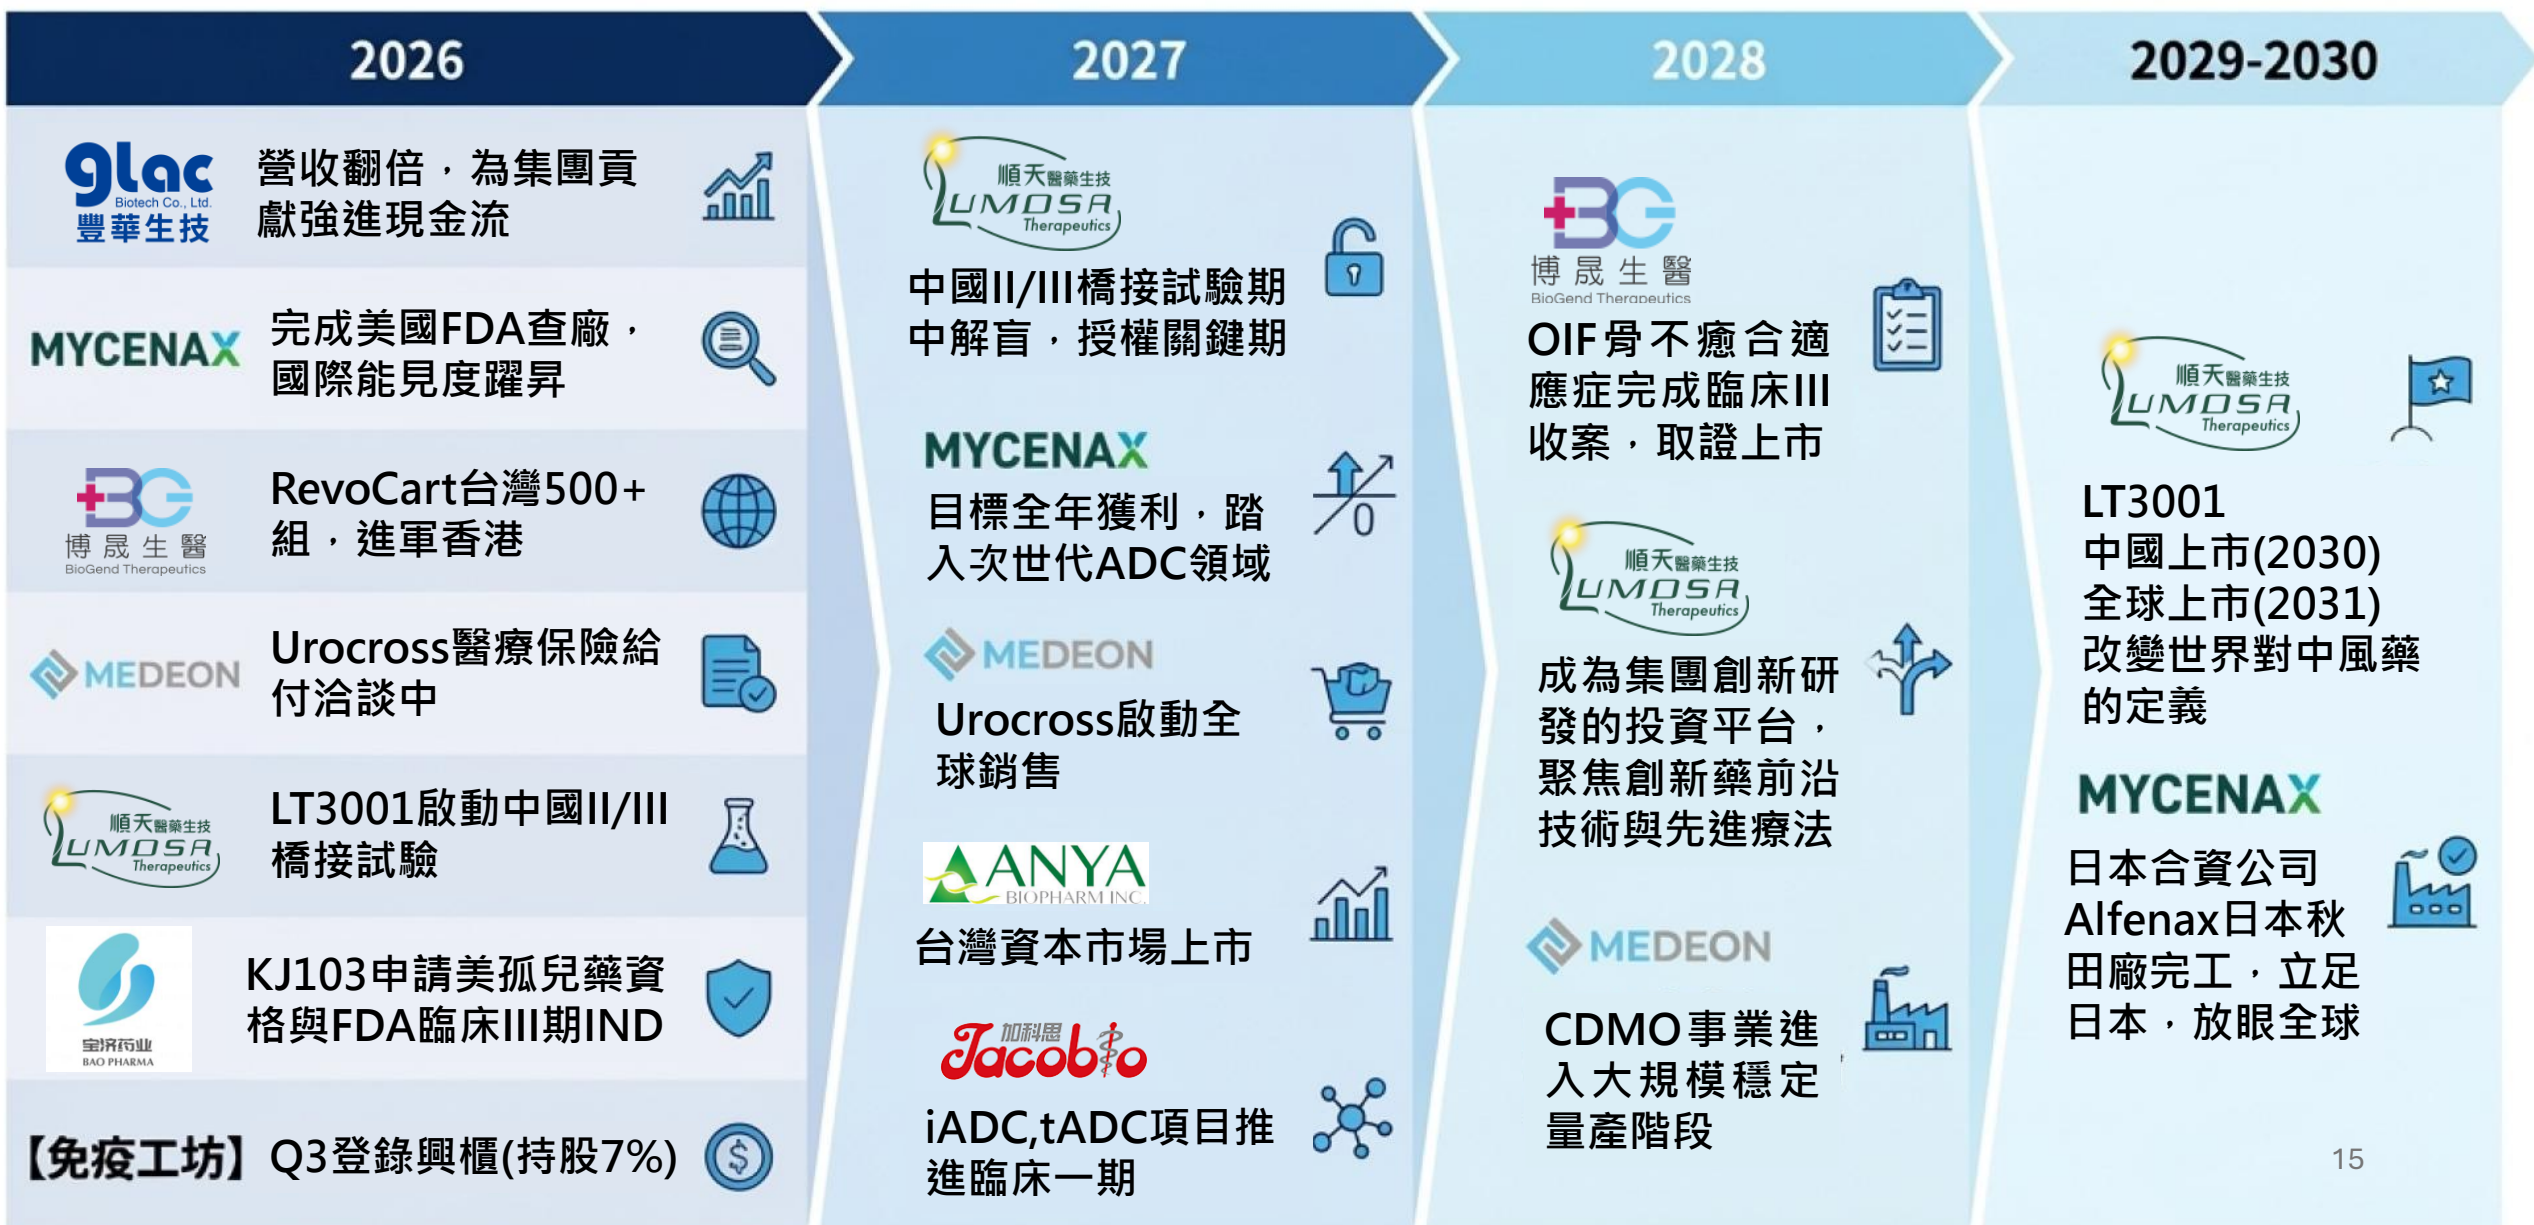 2026
glac
Biotech Co., Ltd.
豐華生技
營收翻倍，為集團貢
獻強進現金流
MYCENAX
完成美國FDA查廠，
國際能見度躍昇
BG
博晟生醫
BioGend Therapeutics
RevoCart台灣500+
組，進軍香港
MEDEON
Urocross醫療保險給
付洽談中
順天醫藥生技
LUMOSA
Therapeutics
LT3001啟動中國II/III
橋接試驗
宝济药业
BAO PHARMA
KJ103申請美孤兒藥資
格與FDA臨床III期IND
【免疫工坊】
Q3登錄興櫃(持股7%)
2027
順天醫藥生技
LUMOSA
Therapeutics
中國II/III橋接試驗期
中解盲，授權關鍵期
MYCENAX
目標全年獲利，踏
入次世代ADC領域
MEDEON
Urocross啟動全
球銷售
ANYA
BIOPHARM INC.
台灣資本市場上市
加科思
Jacobio
iADC,tADC項目推
進臨床一期
2028
BG
博晟生醫
BioGend Therapeutics
OIF骨不癒合適
應症完成臨床III
收案，取證上市
順天醫藥生技
LUMOSA
Therapeutics
成為集團創新研
發的投資平台，
聚焦創新藥前沿
技術與先進療法
MEDEON
CDMO事業進
入大規模穩定
量產階段
2029-2030
順天醫藥生技
LUMOSA
Therapeutics
LT3001
中國上市(2030)
全球上市(2031)
改變世界對中風藥
的定義
MYCENAX
日本合資公司
Alfenax日本秋
田廠完工，立足
日本，放眼全球
15